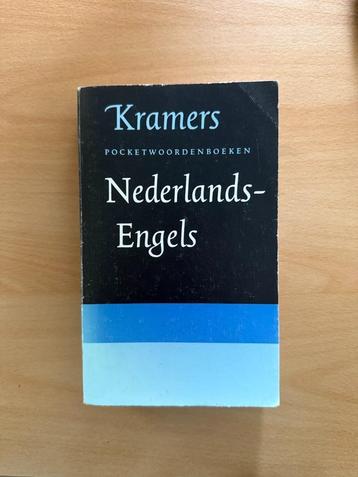 Kramers
POCKETWOORDENBOEKEN
Nederlands-
Engels